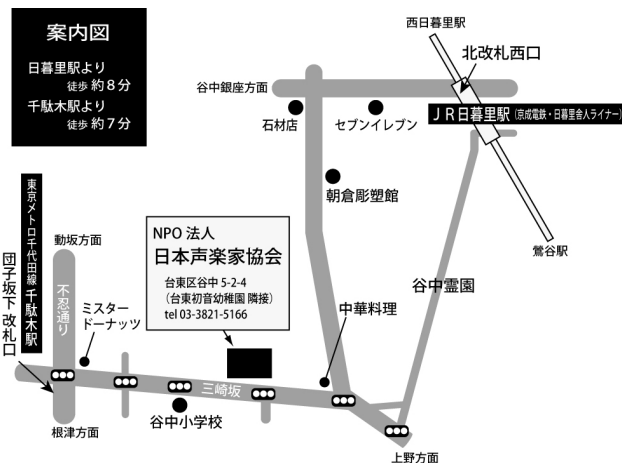 案内図
日暮里駅より
徒歩 約8分
千駄木駅より
徒歩 約7分
西日暮里駅
北改札西口
谷中銀座方面
石材店
セブンイレブン
JR日暮里駅(京成電鉄・日暮里舎人ライナー)
朝倉彫塑館
鶯谷駅
谷中霊園
東京メトロ千代田線 千駄木駅
団子坂下 改札口
動坂方面
不忍通り
ミスター
ドーナッツ
NPO 法人
日本声楽家協会
台東区谷中 5-2-4
(台東初音幼稚園 隣接)
tel 03-3821-5166
中華料理
三崎坂
谷中小学校
根津方面
上野方面